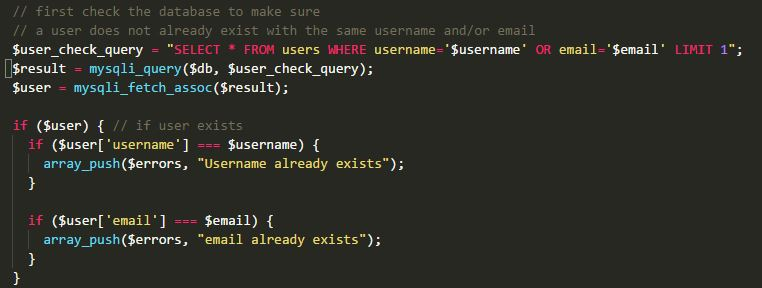 // first check the database to make sure
// a user does not already exist with the same username and/or email
$user_check_query = "SELECT * FROM users WHERE username='$username' OR email='$email' LIMIT 1";
$result = mysqli_query($db, $user_check_query);
$user = mysqli_fetch_assoc($result);

if ($user) { // if user exists
  if ($user['username'] === $username) {
    array_push($errors, "Username already exists");
  }

  if ($user['email'] === $email) {
    array_push($errors, "email already exists");
  }
}